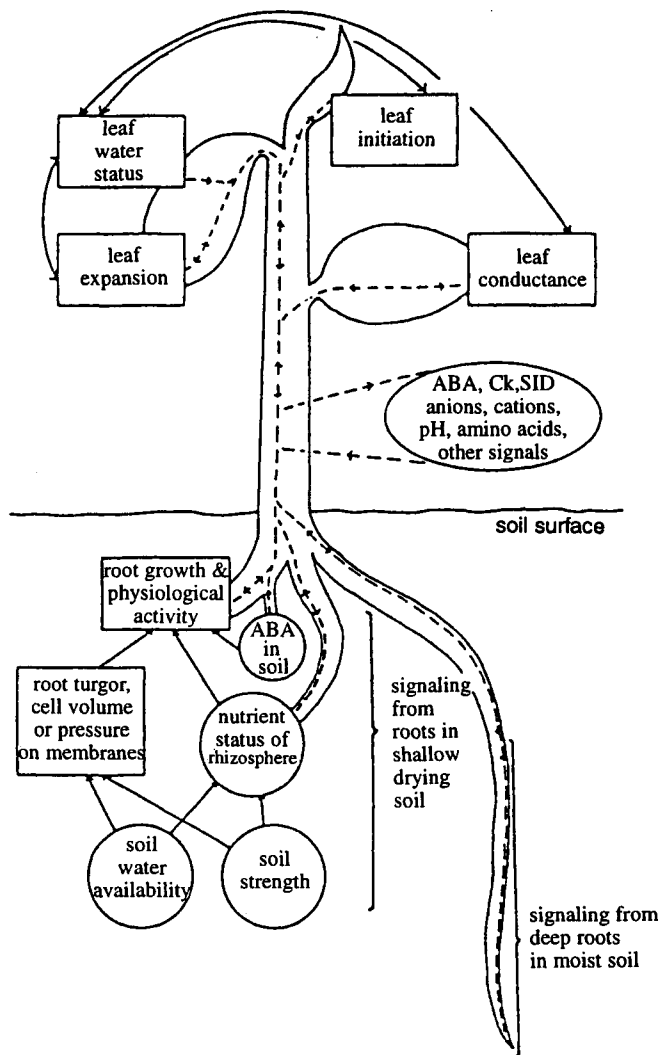 leaf
water
status
leaf
initiation
leaf
expansion
leaf
conductance
ABA, Ck,SID
anions, cations,
pH, amino acids,
other signals
soil surface
root growth &
physiological
activity
ABA
in
soil
root turgor,
cell volume
or pressure
on membranes
nutrient
status of
rhizosphere
signaling
from
roots in
shallow
drying
soil
soil
water
availability
soil
strength
signaling from
deep roots
in moist soil